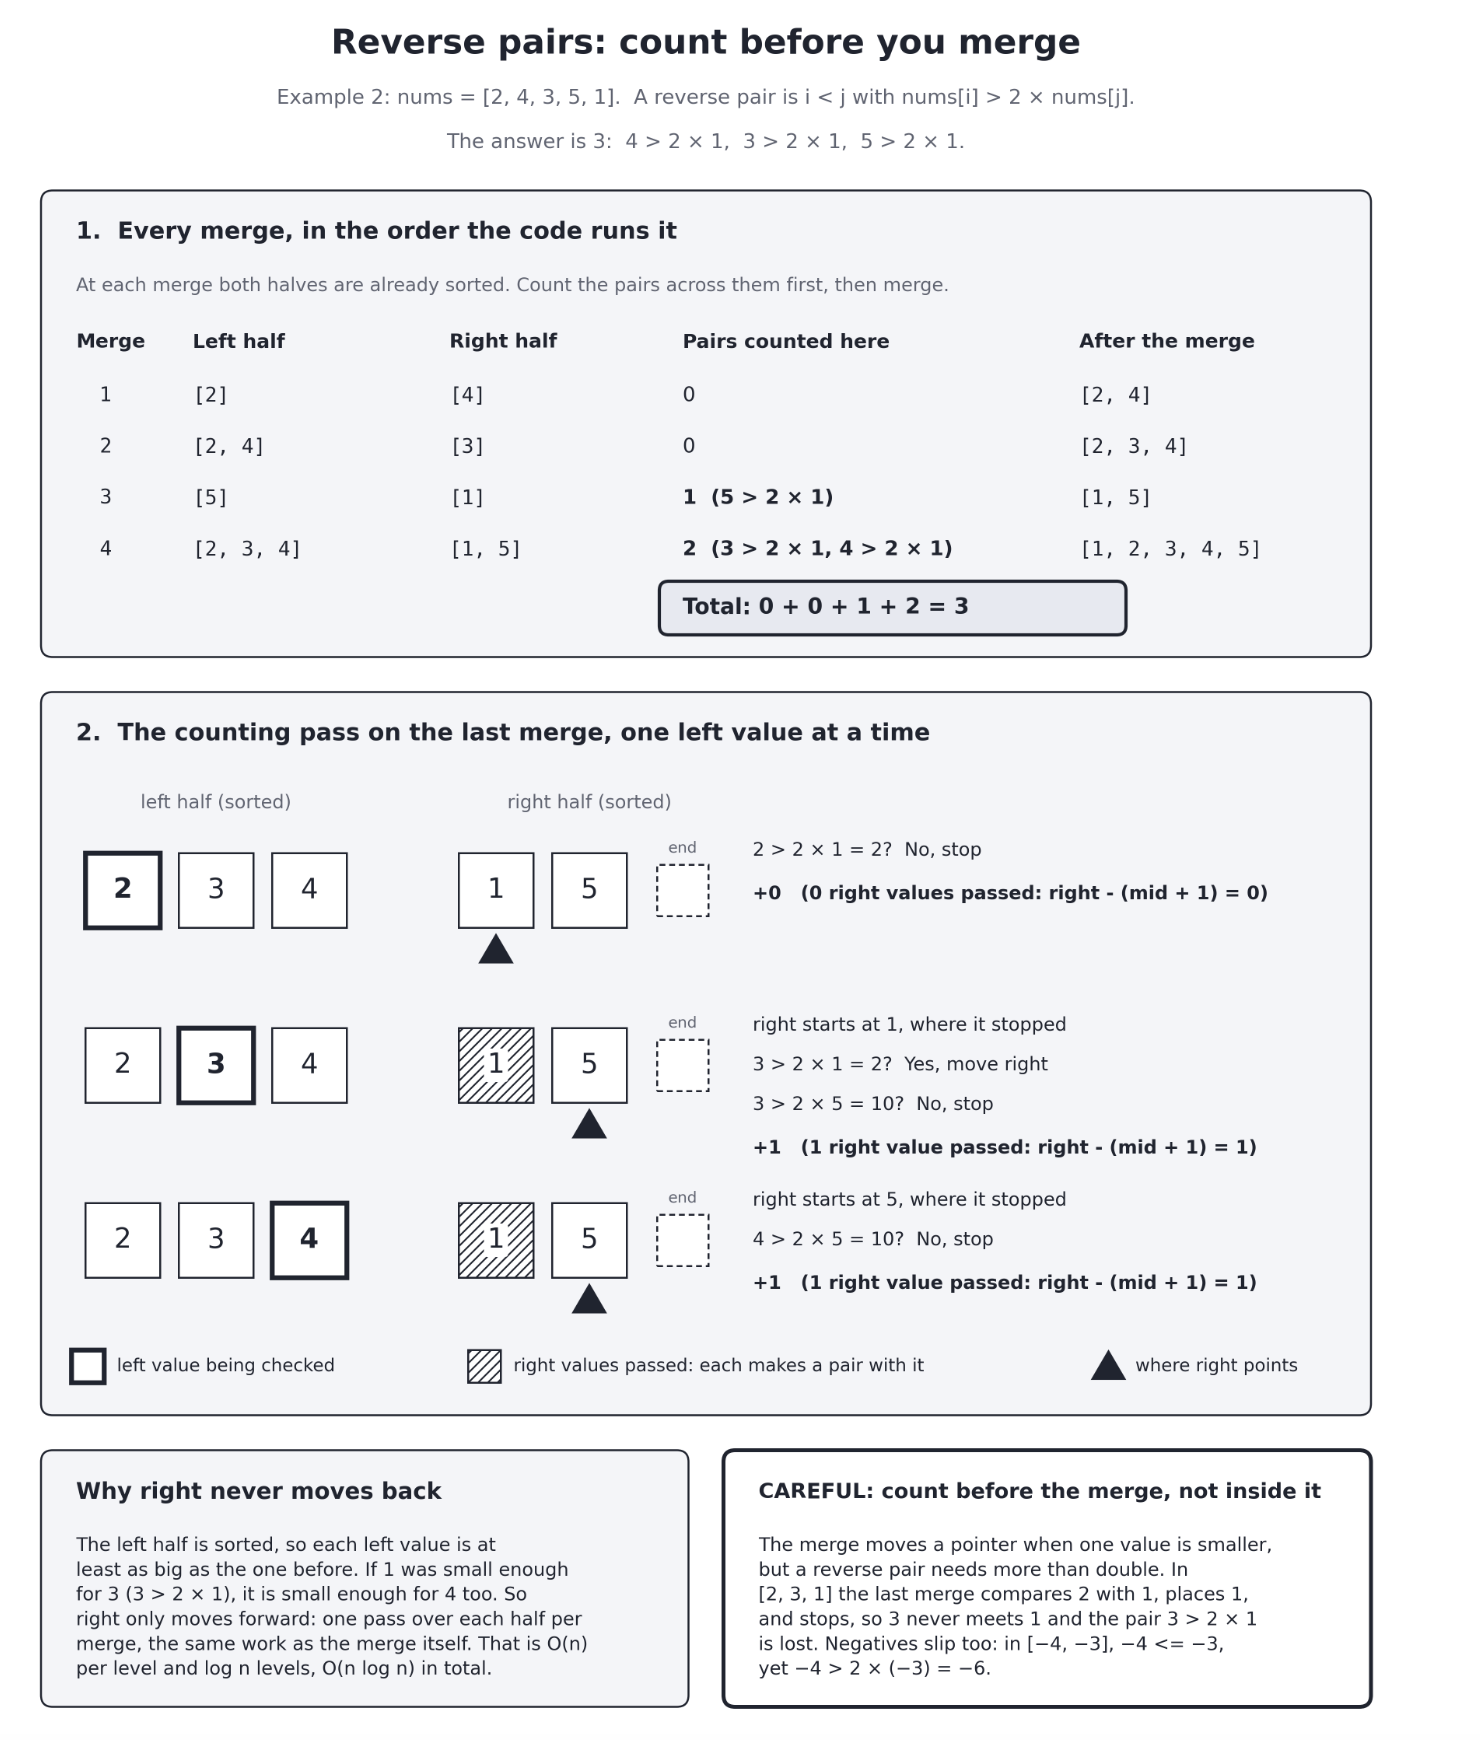 Reverse pairs: count before you merge
Example 2: nums = [2, 4, 3, 5, 1].  A reverse pair is i < j with nums[i] > 2 × nums[j].
The answer is 3:  4 > 2 × 1,  3 > 2 × 1,  5 > 2 × 1.
1.  Every merge, in the order the code runs it
At each merge both halves are already sorted. Count the pairs across them first, then merge.
Merge  Left half  Right half  Pairs counted here  After the merge
1  [2]  [4]  0  [2, 4]
2  [2, 4]  [3]  0  [2, 3, 4]
3  [5]  [1]  1  (5 > 2 × 1)  [1, 5]
4  [2, 3, 4]  [1, 5]  2  (3 > 2 × 1, 4 > 2 × 1)  [1, 2, 3, 4, 5]
Total: 0 + 0 + 1 + 2 = 3
2.  The counting pass on the last merge, one left value at a time
left half (sorted)  right half (sorted)
end
2 3 4  1 5
2 > 2 × 1 = 2?  No, stop
+0   (0 right values passed: right - (mid + 1) = 0)
end
2 3 4  1 5
right starts at 1, where it stopped
3 > 2 × 1 = 2?  Yes, move right
3 > 2 × 5 = 10?  No, stop
+1   (1 right value passed: right - (mid + 1) = 1)
end
2 3 4  1 5
right starts at 5, where it stopped
4 > 2 × 5 = 10?  No, stop
+1   (1 right value passed: right - (mid + 1) = 1)
left value being checked  right values passed: each makes a pair with it  where right points
Why right never moves back
The left half is sorted, so each left value is at
least as big as the one before. If 1 was small enough
for 3 (3 > 2 × 1), it is small enough for 4 too. So
right only moves forward: one pass over each half per
merge, the same work as the merge itself. That is O(n)
per level and log n levels, O(n log n) in total.
CAREFUL: count before the merge, not inside it
The merge moves a pointer when one value is smaller,
but a reverse pair needs more than double. In
[2, 3, 1] the last merge compares 2 with 1, places 1,
and stops, so 3 never meets 1 and the pair 3 > 2 × 1
is lost. Negatives slip too: in [−4, −3], −4 <= −3,
yet −4 > 2 × (−3) = −6.